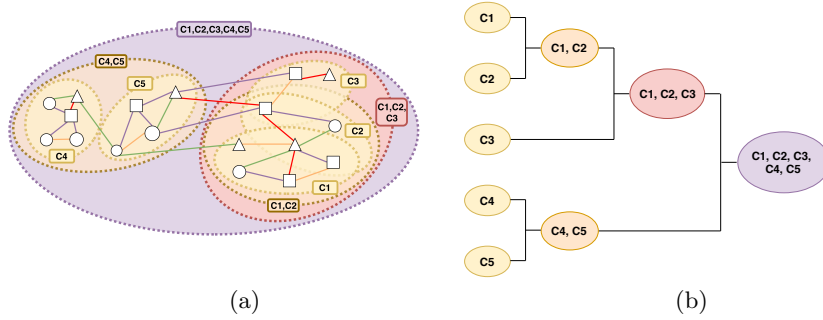 C1,C2,C3,C4,C5
C4,C5
C5
C3
C1,C2,
C3
C2
C4
C1
C1,C2
(a)
C1
C1, C2
C2
C1, C2, C3
C3
C1, C2, C3,
C4, C5
C4
C4, C5
C5
(b)